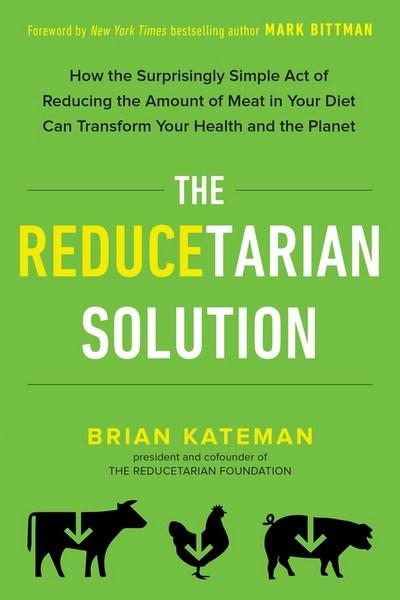 Foreword by New York Times bestselling author MARK BITTMAN
How the Surprisingly Simple Act of
Reducing the Amount of Meat in Your Diet
Can Transform Your Health and the Planet
THE
REDUCETARIAN
SOLUTION
BRIAN KATEMAN
president and cofounder of
THE REDUCETARIAN FOUNDATION